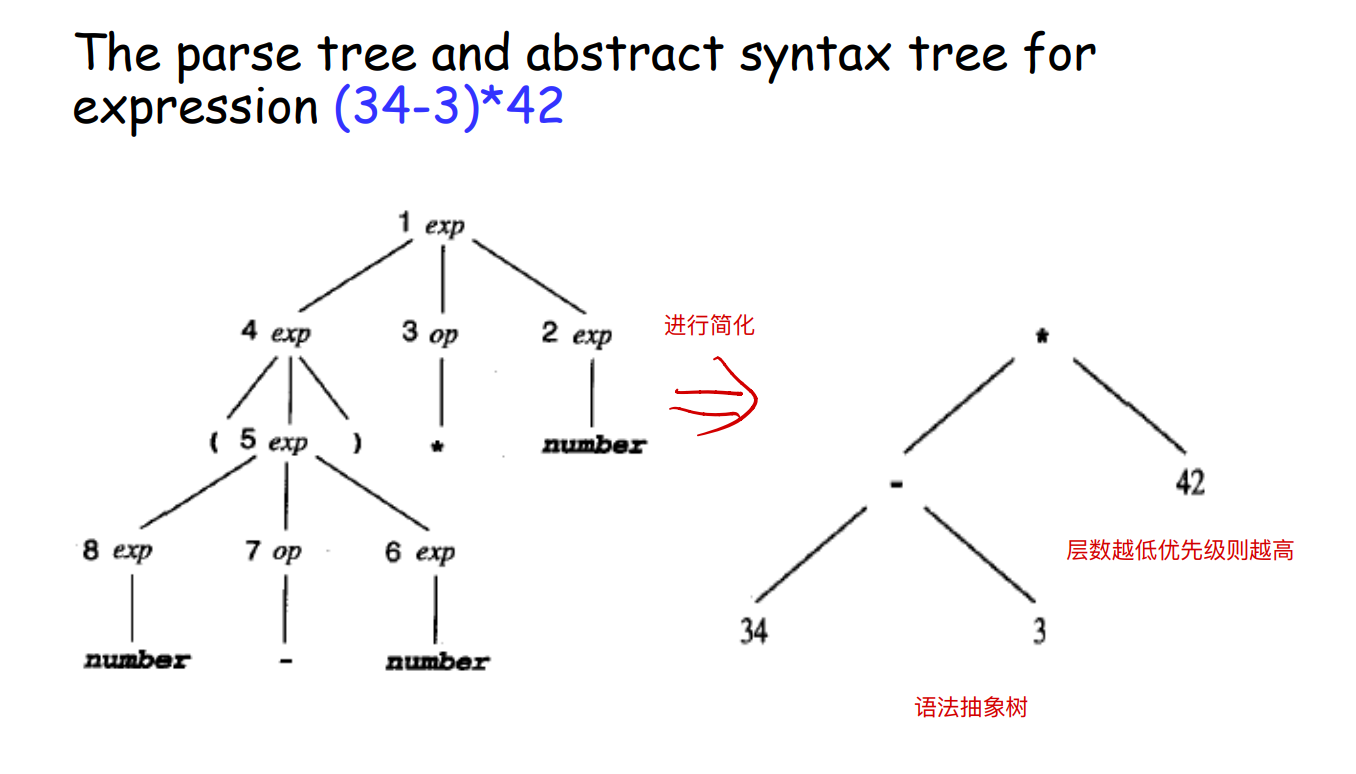 The parse tree and abstract syntax tree for
expression (34-3)*42
1 exp
4 exp 3 op 2 exp
进行简化
*
( 5 exp ) * number
- 42
8 exp 7 op 6 exp
层数越低优先级则越高
34 3
number - number
语法抽象树